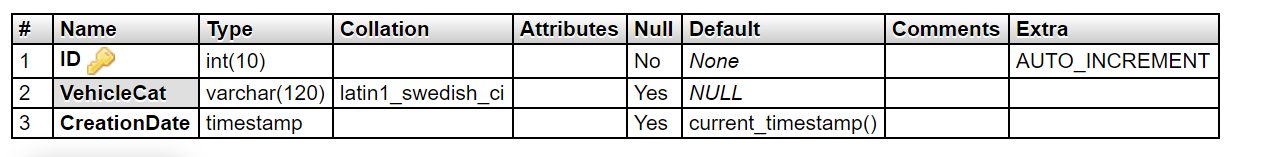 # Name Type Collation Attributes Null Default Comments Extra
1 ID int(10) No None AUTO_INCREMENT
2 VehicleCat varchar(120) latin1_swedish_ci Yes NULL
3 CreationDate timestamp Yes current_timestamp()